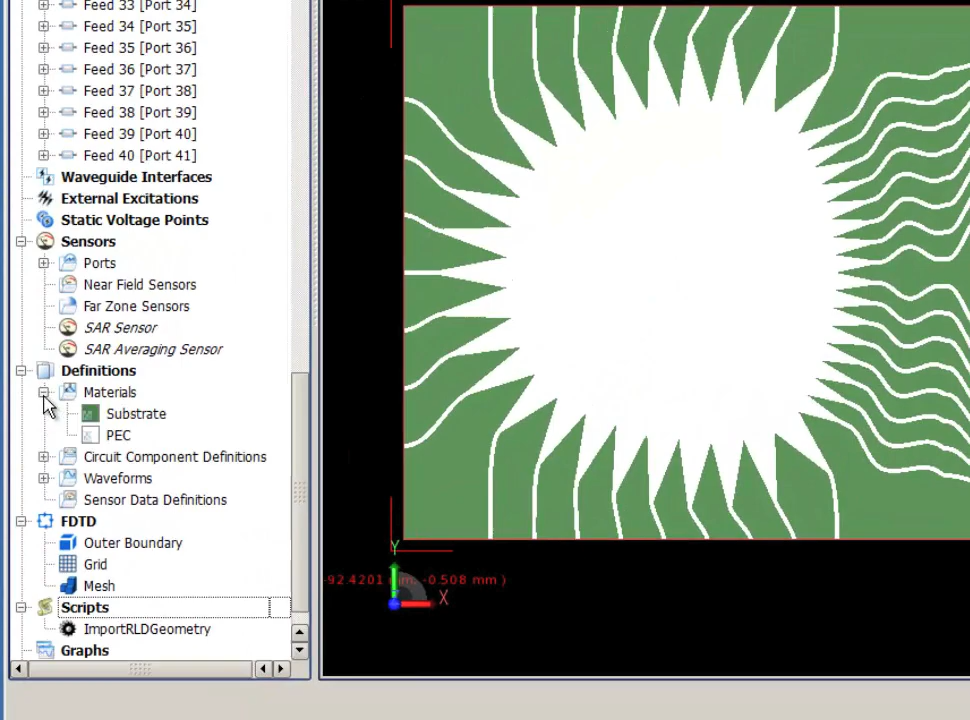 Feed 33 [Port 34]
Feed 34 [Port 35]
Feed 35 [Port 36]
Feed 36 [Port 37]
Feed 37 [Port 38]
Feed 38 [Port 39]
Feed 39 [Port 40]
Feed 40 [Port 41]
Waveguide Interfaces
External Excitations
Static Voltage Points
Sensors
Ports
Near Field Sensors
Far Zone Sensors
SAR Sensor
SAR Averaging Sensor
Definitions
Materials
Substrate
PEC
Circuit Component Definitions
Waveforms
Sensor Data Definitions
FDTD
Outer Boundary
Grid
Mesh
Scripts
ImportRLDGeometry
Graphs
Y
-0.508 mm )
X